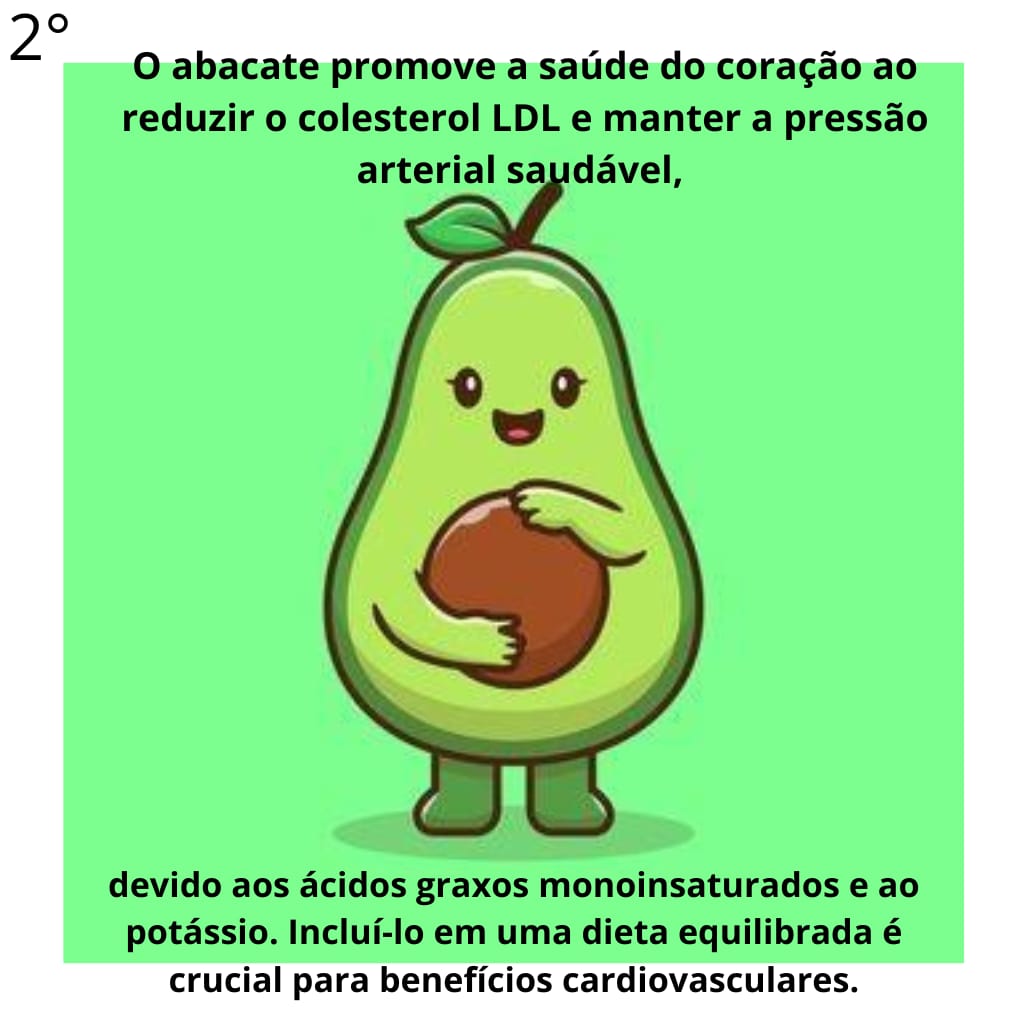 2°
O abacate promove a saúde do coração ao
reduzir o colesterol LDL e manter a pressão
arterial saudável,
devido aos ácidos graxos monoinsaturados e ao
potássio. Incluí-lo em uma dieta equilibrada é
crucial para benefícios cardiovasculares.